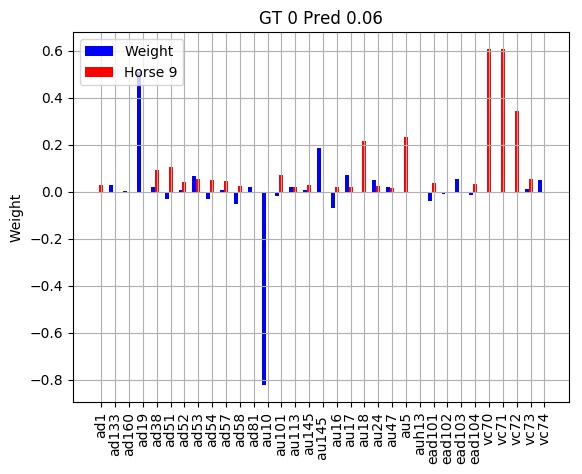 GT 0 Pred 0.06
Weight
Horse 9
Weight
0.6
0.4
0.2
0.0
−0.2
−0.4
−0.6
−0.8
ad1
ad133
ad160
ad19
ad38
ad51
ad52
ad53
ad54
ad57
ad58
ad81
au10
au101
au113
au145
au145
au16
au17
au18
au24
au47
au5
auh13
ead101
ead102
ead103
ead104
vc70
vc71
vc72
vc73
vc74